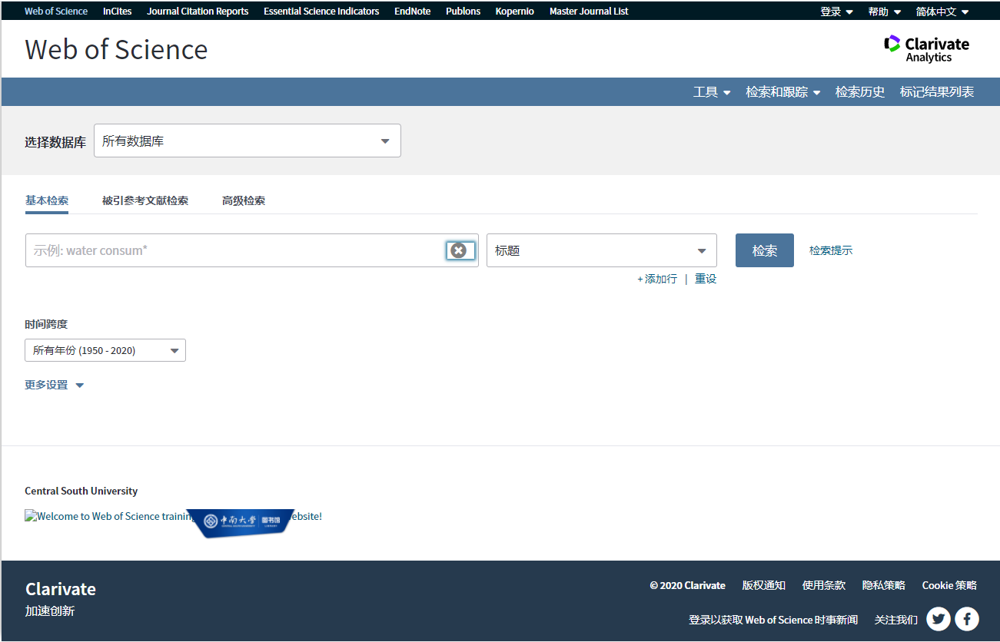 Web of Science InCites Journal Citation Reports Essential Science Indicators EndNote Publons Kopernio Master Journal List 登录 帮助 简体中文
Web of Science
Clarivate
Analytics
工具 检索和跟踪 检索历史 标记结果列表
选择数据库 所有数据库
基本检索 被引参考文献检索 高级检索
示例: water consum* 标题 检索 检索提示
+ 添加行 | 重设
时间跨度
所有年份 (1950 - 2020)
更多设置
Central South University
Welcome to Web of Science training 中南大学 图书馆 ebsite!
Clarivate
加速创新
© 2020 Clarivate 版权通知 使用条款 隐私策略 Cookie 策略
登录以获取 Web of Science 时事新闻 关注我们